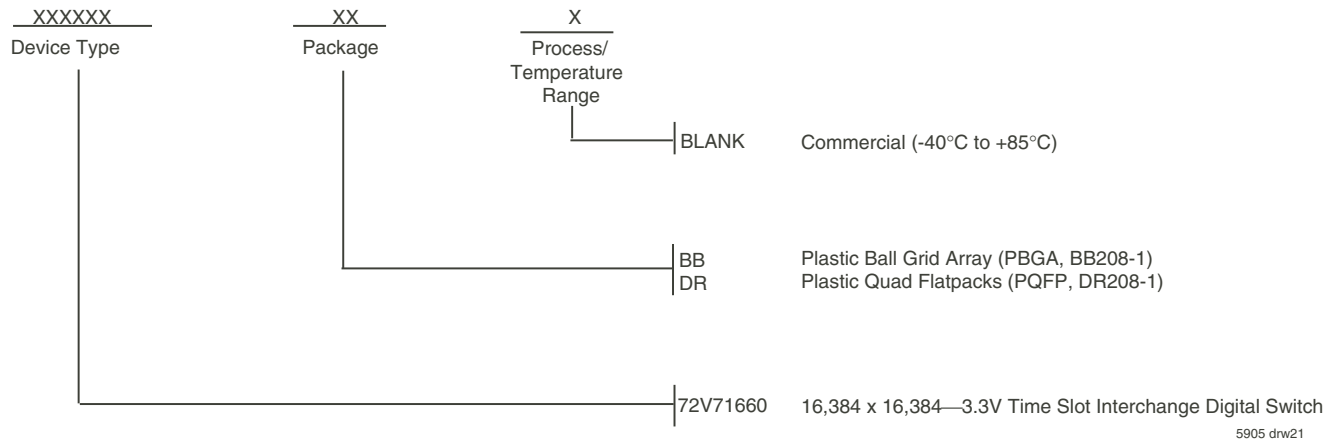 XXXXXX XX X
Device Type Package Process/
Temperature
Range
BLANK Commercial (-40°C to +85°C)
BB Plastic Ball Grid Array (PBGA, BB208-1)
DR Plastic Quad Flatpacks (PQFP, DR208-1)
72V71660 16,384 x 16,384—3.3V Time Slot Interchange Digital Switch
5905 drw21